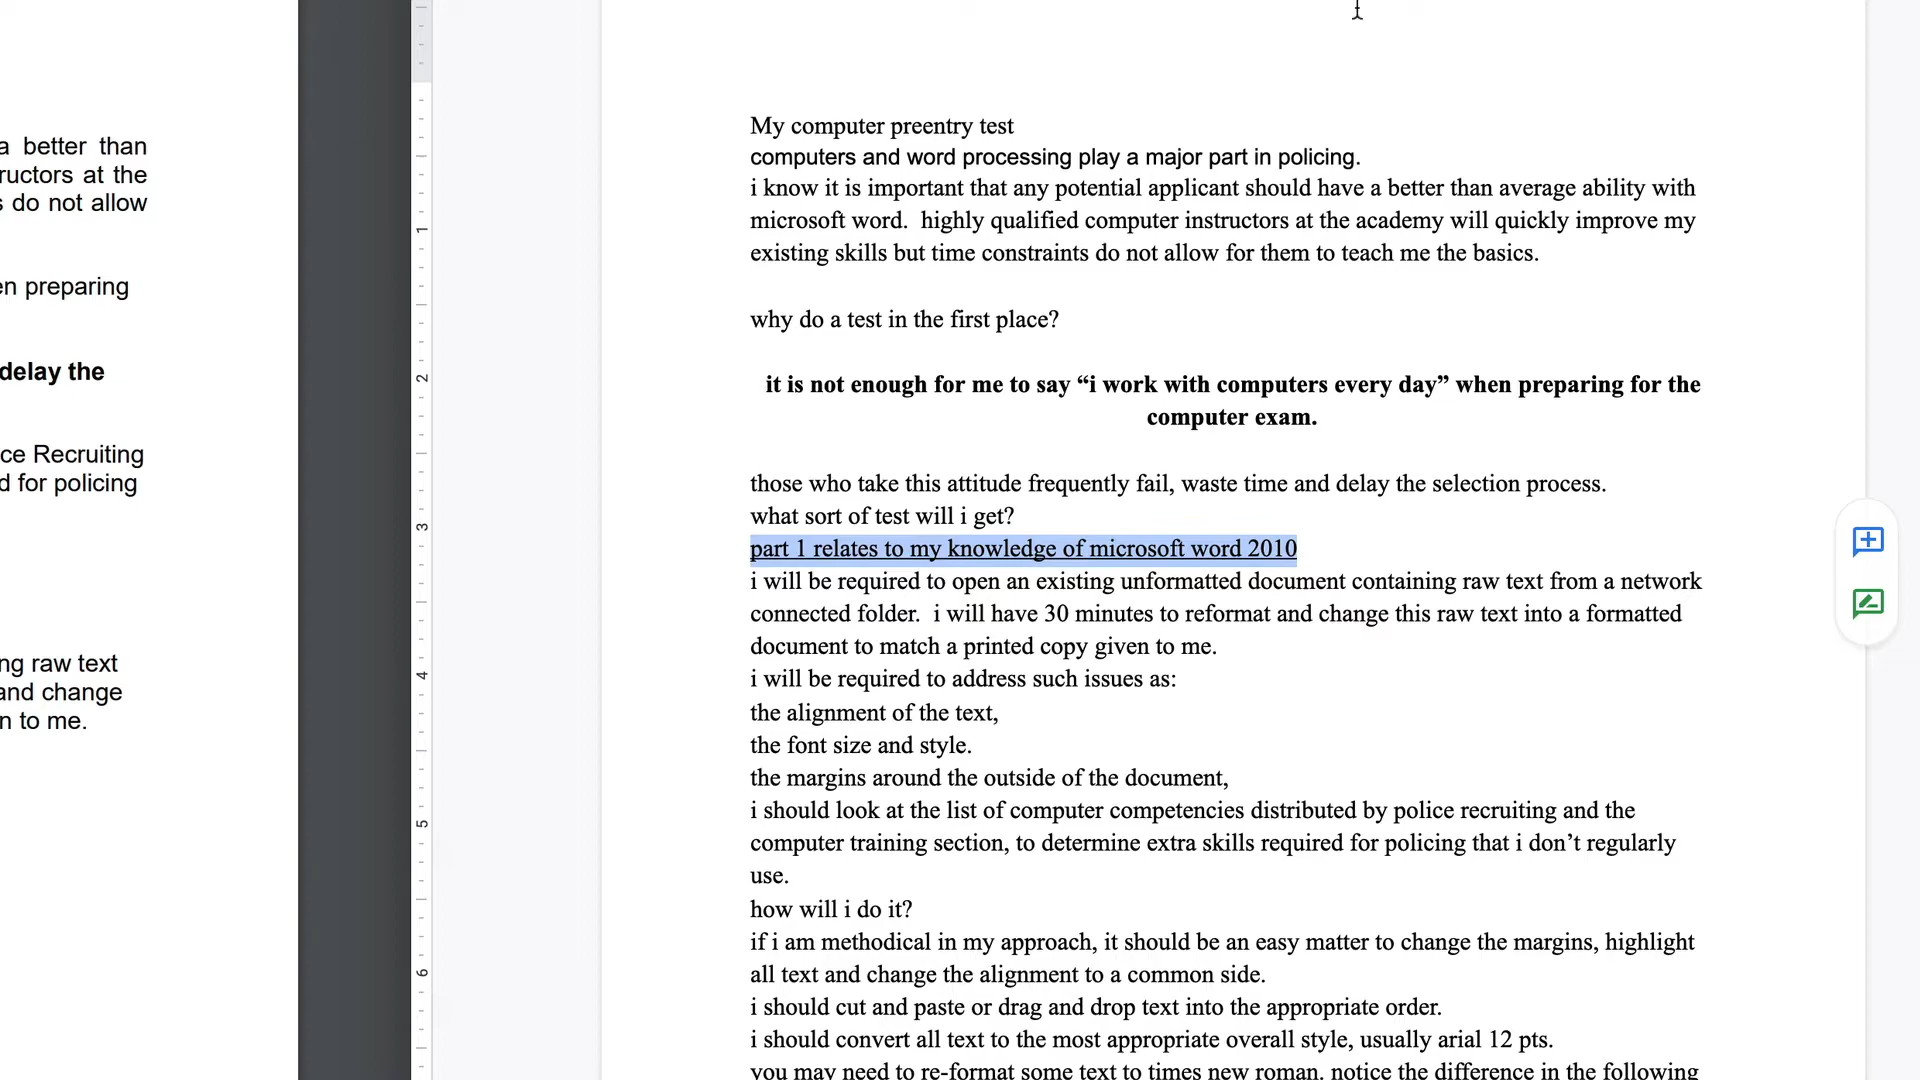 a better than
ructors at the
s do not allow
en preparing
delay the
ce Recruiting
d for policing
ng raw text
and change
n to me.
1
2
3
4
5
6
My computer preentry test
computers and word processing play a major part in policing.
i know it is important that any potential applicant should have a better than average ability with
microsoft word.  highly qualified computer instructors at the academy will quickly improve my
existing skills but time constraints do not allow for them to teach me the basics.
why do a test in the first place?
it is not enough for me to say “i work with computers every day” when preparing for the
computer exam.
those who take this attitude frequently fail, waste time and delay the selection process.
what sort of test will i get?
part 1 relates to my knowledge of microsoft word 2010
i will be required to open an existing unformatted document containing raw text from a network
connected folder.  i will have 30 minutes to reformat and change this raw text into a formatted
document to match a printed copy given to me.
i will be required to address such issues as:
the alignment of the text,
the font size and style.
the margins around the outside of the document,
i should look at the list of computer competencies distributed by police recruiting and the
computer training section, to determine extra skills required for policing that i don’t regularly
use.
how will i do it?
if i am methodical in my approach, it should be an easy matter to change the margins, highlight
all text and change the alignment to a common side.
i should cut and paste or drag and drop text into the appropriate order.
i should convert all text to the most appropriate overall style, usually arial 12 pts.
you may need to re-format some text to times new roman. notice the difference in the following